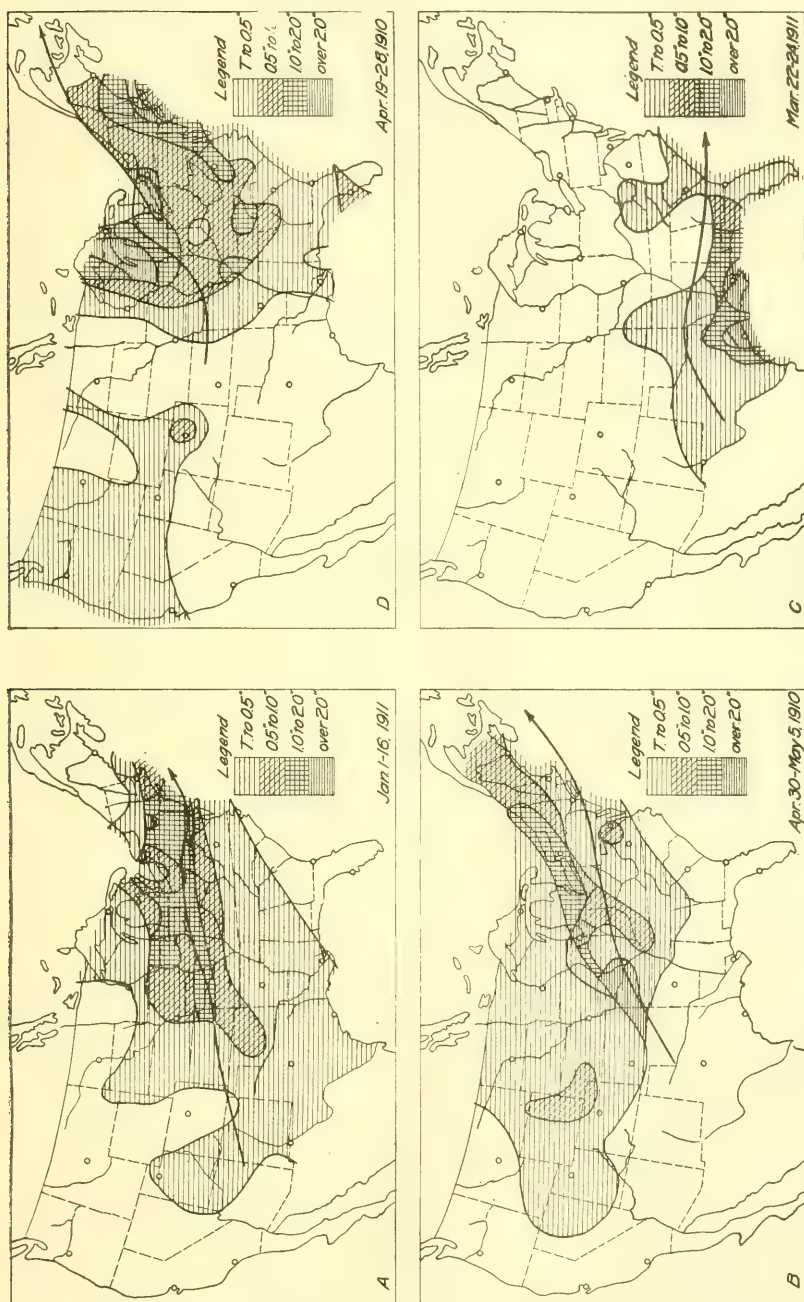 Legend
T. to 0.5"
0.5" to 1.0"
1.0" to 2.0"
over 2.0"
A
Jan. 1-16, 1911
Legend
T. to 0.5"
0.5" to
1.0" to 2.0"
over 2.0"
D
Apr. 19-28, 1910
Legend
T. to 0.5"
0.5 to 1.0"
1.0" to 2.0"
over 2.0"
B
Apr. 30-May 5, 1910
Legend
T. to 0.5"
0.5 to 1.0"
1.0" to 2.0"
over 2.0"
C
Mar. 22-24, 1911